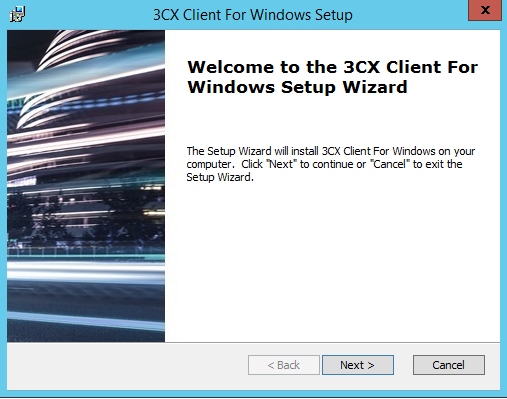 3CX Client For Windows Setup
x
Welcome to the 3CX Client For
Windows Setup Wizard
The Setup Wizard will install 3CX Client For Windows on your
computer. Click "Next" to continue or "Cancel" to exit the
Setup Wizard.
< Back
Next >
Cancel